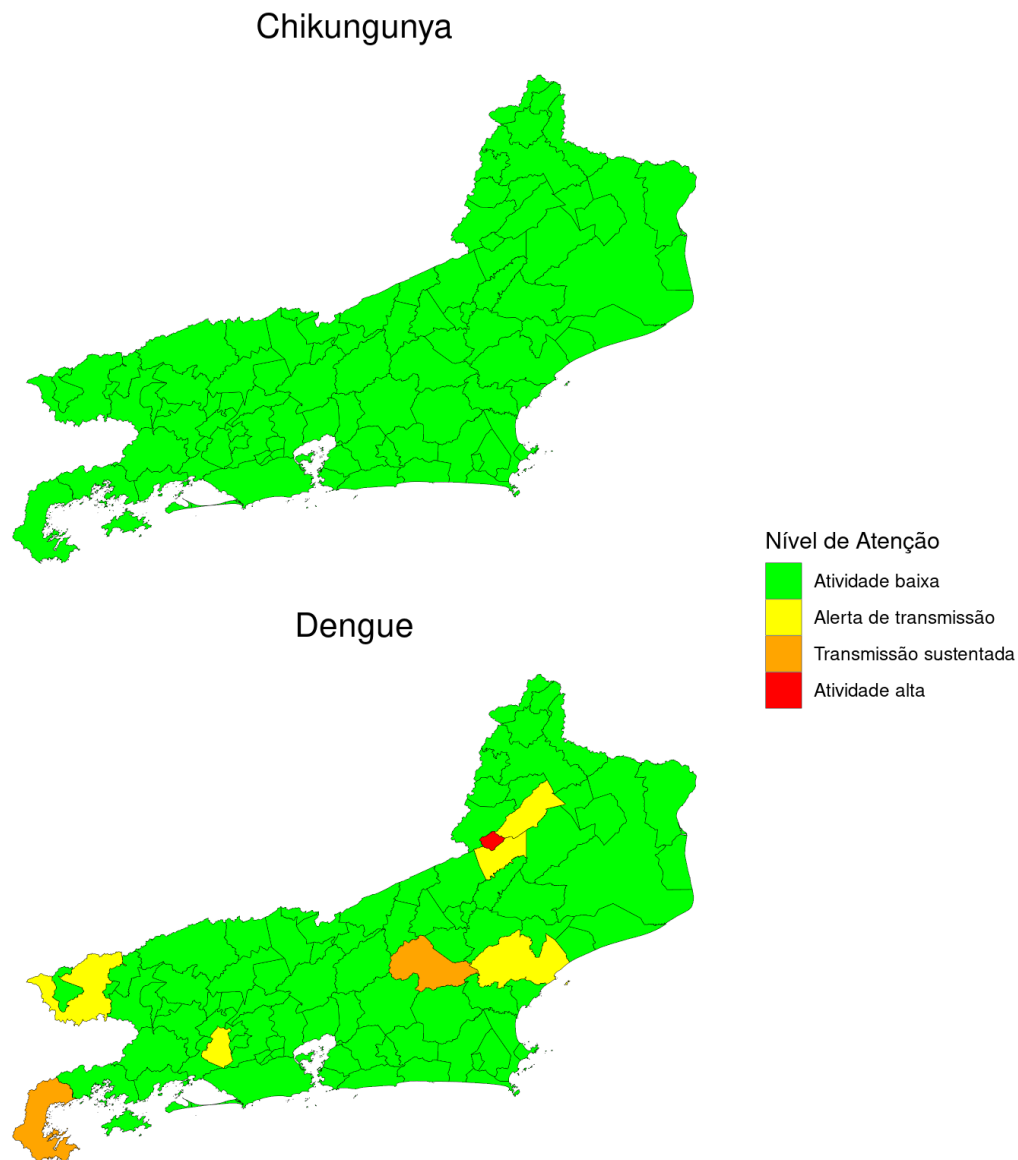 Chikungunya
Nível de Atenção
Atividade baixa
Alerta de transmissão
Transmissão sustentada
Atividade alta
Dengue